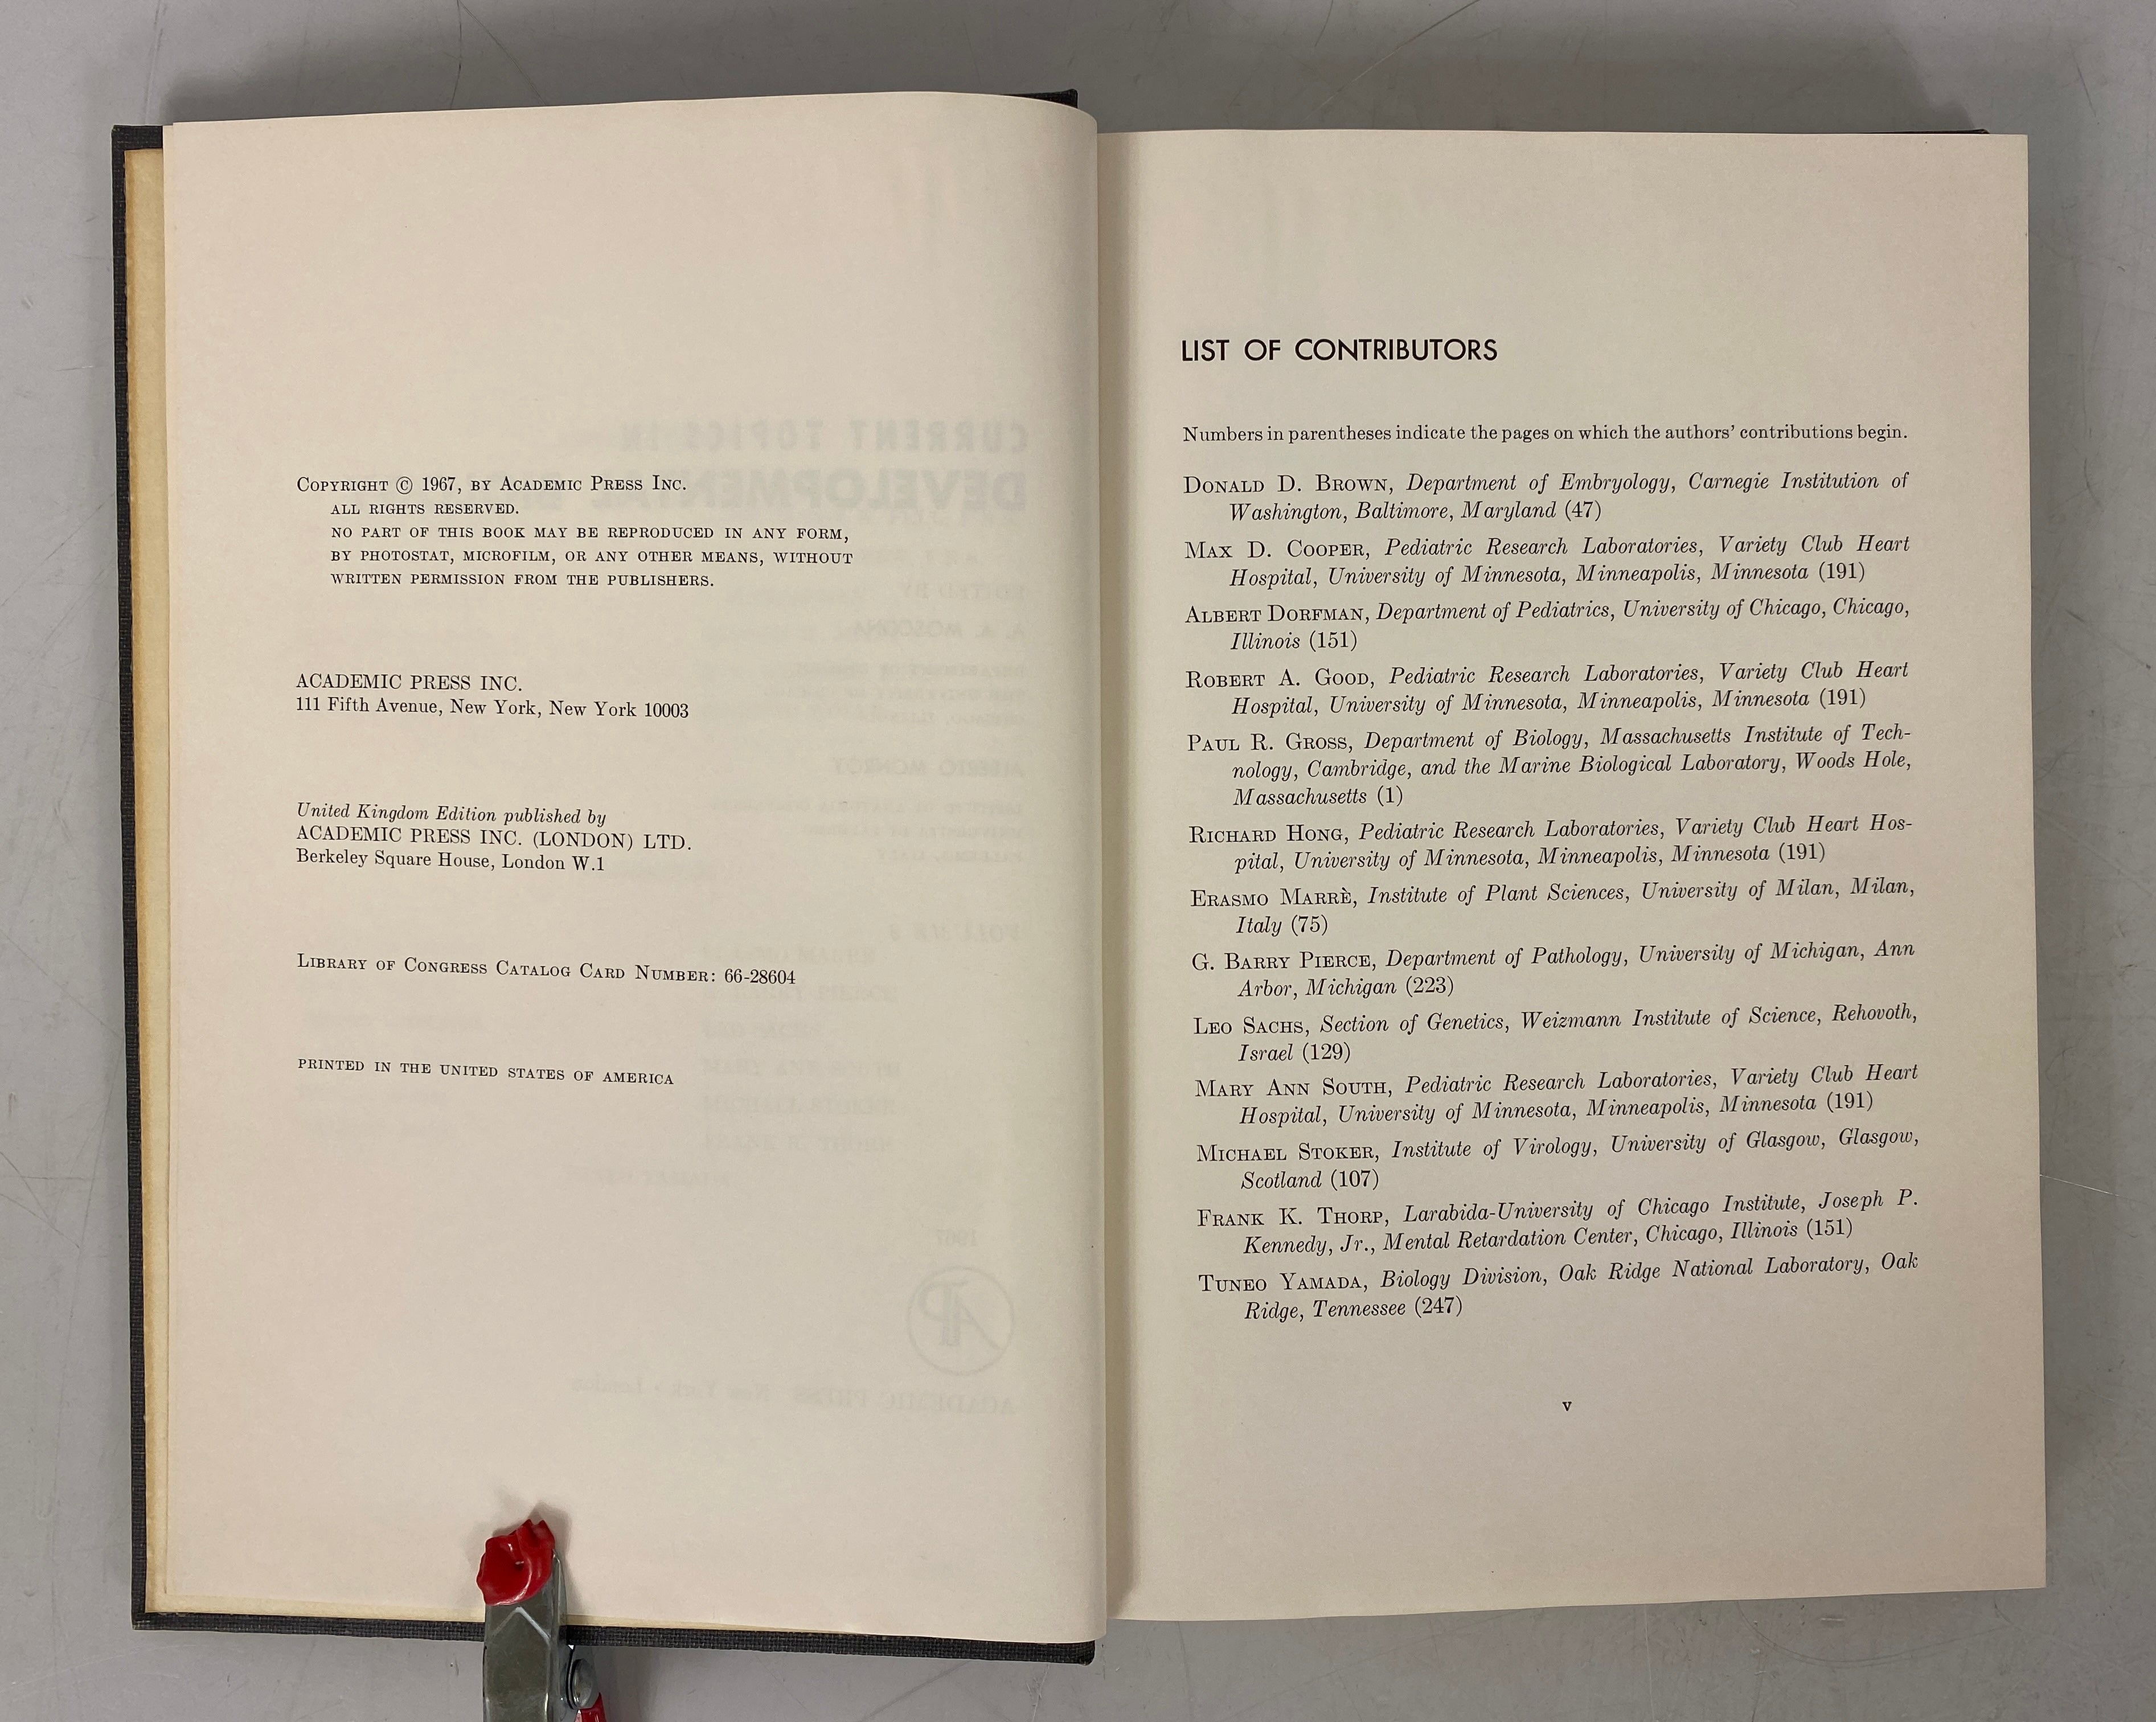 COPYRIGHT © 1967, BY ACADEMIC PRESS INC.
ALL RIGHTS RESERVED.
NO PART OF THIS BOOK MAY BE REPRODUCED IN ANY FORM,
BY PHOTOSTAT, MICROFILM, OR ANY OTHER MEANS, WITHOUT
WRITTEN PERMISSION FROM THE PUBLISHERS.
ACADEMIC PRESS INC.
111 Fifth Avenue, New York, New York 10003
United Kingdom Edition published by
ACADEMIC PRESS INC. (LONDON) LTD.
Berkeley Square House, London W.1
LIBRARY OF CONGRESS CATALOG CARD NUMBER: 66-28604
PRINTED IN THE UNITED STATES OF AMERICA
LIST OF CONTRIBUTORS
Numbers in parentheses indicate the pages on which the authors' contributions begin.
DONALD D. BROWN, Department of Embryology, Carnegie Institution of
Washington, Baltimore, Maryland (47)
MAX D. COOPER, Pediatric Research Laboratories, Variety Club Heart
Hospital, University of Minnesota, Minneapolis, Minnesota (191)
ALBERT DORFMAN, Department of Pediatrics, University of Chicago, Chicago,
Illinois (151)
ROBERT A. GOOD, Pediatric Research Laboratories, Variety Club Heart
Hospital, University of Minnesota, Minneapolis, Minnesota (191)
PAUL R. GROSS, Department of Biology, Massachusetts Institute of Tech-
nology, Cambridge, and the Marine Biological Laboratory, Woods Hole,
Massachusetts (1)
RICHARD HONG, Pediatric Research Laboratories, Variety Club Heart Hos-
pital, University of Minnesota, Minneapolis, Minnesota (191)
ERASMO MARRÈ, Institute of Plant Sciences, University of Milan, Milan,
Italy (75)
G. BARRY PIERCE, Department of Pathology, University of Michigan, Ann
Arbor, Michigan (223)
LEO SACHS, Section of Genetics, Weizmann Institute of Science, Rehovoth,
Israel (129)
MARY ANN SOUTH, Pediatric Research Laboratories, Variety Club Heart
Hospital, University of Minnesota, Minneapolis, Minnesota (191)
MICHAEL STOKER, Institute of Virology, University of Glasgow, Glasgow,
Scotland (107)
FRANK K. THORP, Larabida-University of Chicago Institute, Joseph P.
Kennedy, Jr., Mental Retardation Center, Chicago, Illinois (151)
TUNEO YAMADA, Biology Division, Oak Ridge National Laboratory, Oak
Ridge, Tennessee (247)
v